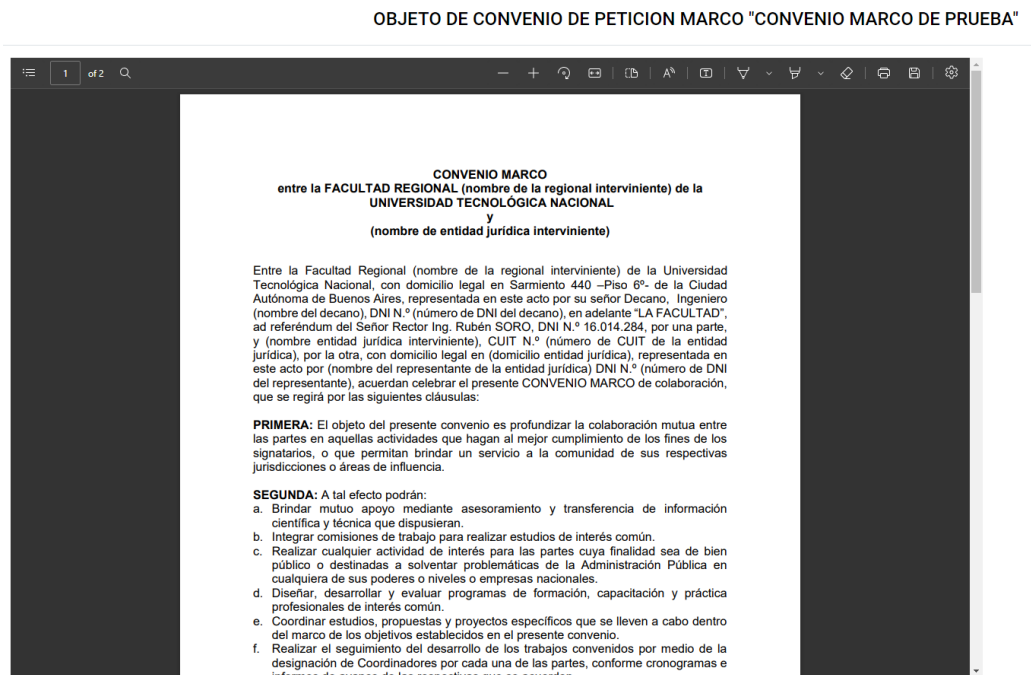 OBJETO DE CONVENIO DE PETICION MARCO "CONVENIO MARCO DE PRUEBA"
1 of 2
CONVENIO MARCO
entre la FACULTAD REGIONAL (nombre de la regional interviniente) de la
UNIVERSIDAD TECNOLÓGICA NACIONAL
y
(nombre de entidad jurídica interviniente)
Entre la Facultad Regional (nombre de la regional interviniente) de la Universidad
Tecnológica Nacional, con domicilio legal en Sarmiento 440 –Piso 6º- de la Ciudad
Autónoma de Buenos Aires, representada en este acto por su señor Decano, Ingeniero
(nombre del decano), DNI N.º (número de DNI del decano), en adelante “LA FACULTAD”,
ad referéndum del Señor Rector Ing. Rubén SORO, DNI N.º 16.014.284, por una parte,
y (nombre entidad jurídica interviniente), CUIT N.º (número de CUIT de la entidad
jurídica), por la otra, con domicilio legal en (domicilio entidad jurídica), representada en
este acto por (nombre del representante de la entidad jurídica) DNI N.º (número de DNI
del representante), acuerdan celebrar el presente CONVENIO MARCO de colaboración,
que se regirá por las siguientes cláusulas:
PRIMERA: El objeto del presente convenio es profundizar la colaboración mutua entre
las partes en aquellas actividades que hagan al mejor cumplimiento de los fines de los
signatarios, o que permitan brindar un servicio a la comunidad de sus respectivas
jurisdicciones o áreas de influencia.
SEGUNDA: A tal efecto podrán:
a. Brindar mutuo apoyo mediante asesoramiento y transferencia de información
científica y técnica que dispusieran.
b. Integrar comisiones de trabajo para realizar estudios de interés común.
c. Realizar cualquier actividad de interés para las partes cuya finalidad sea de bien
público o destinadas a solventar problemáticas de la Administración Pública en
cualquiera de sus poderes o niveles o empresas nacionales.
d. Diseñar, desarrollar y evaluar programas de formación, capacitación y práctica
profesionales de interés común.
e. Coordinar estudios, propuestas y proyectos específicos que se lleven a cabo dentro
del marco de los objetivos establecidos en el presente convenio.
f. Realizar el seguimiento del desarrollo de los trabajos convenidos por medio de la
designación de Coordinadores por cada una de las partes, conforme cronogramas e